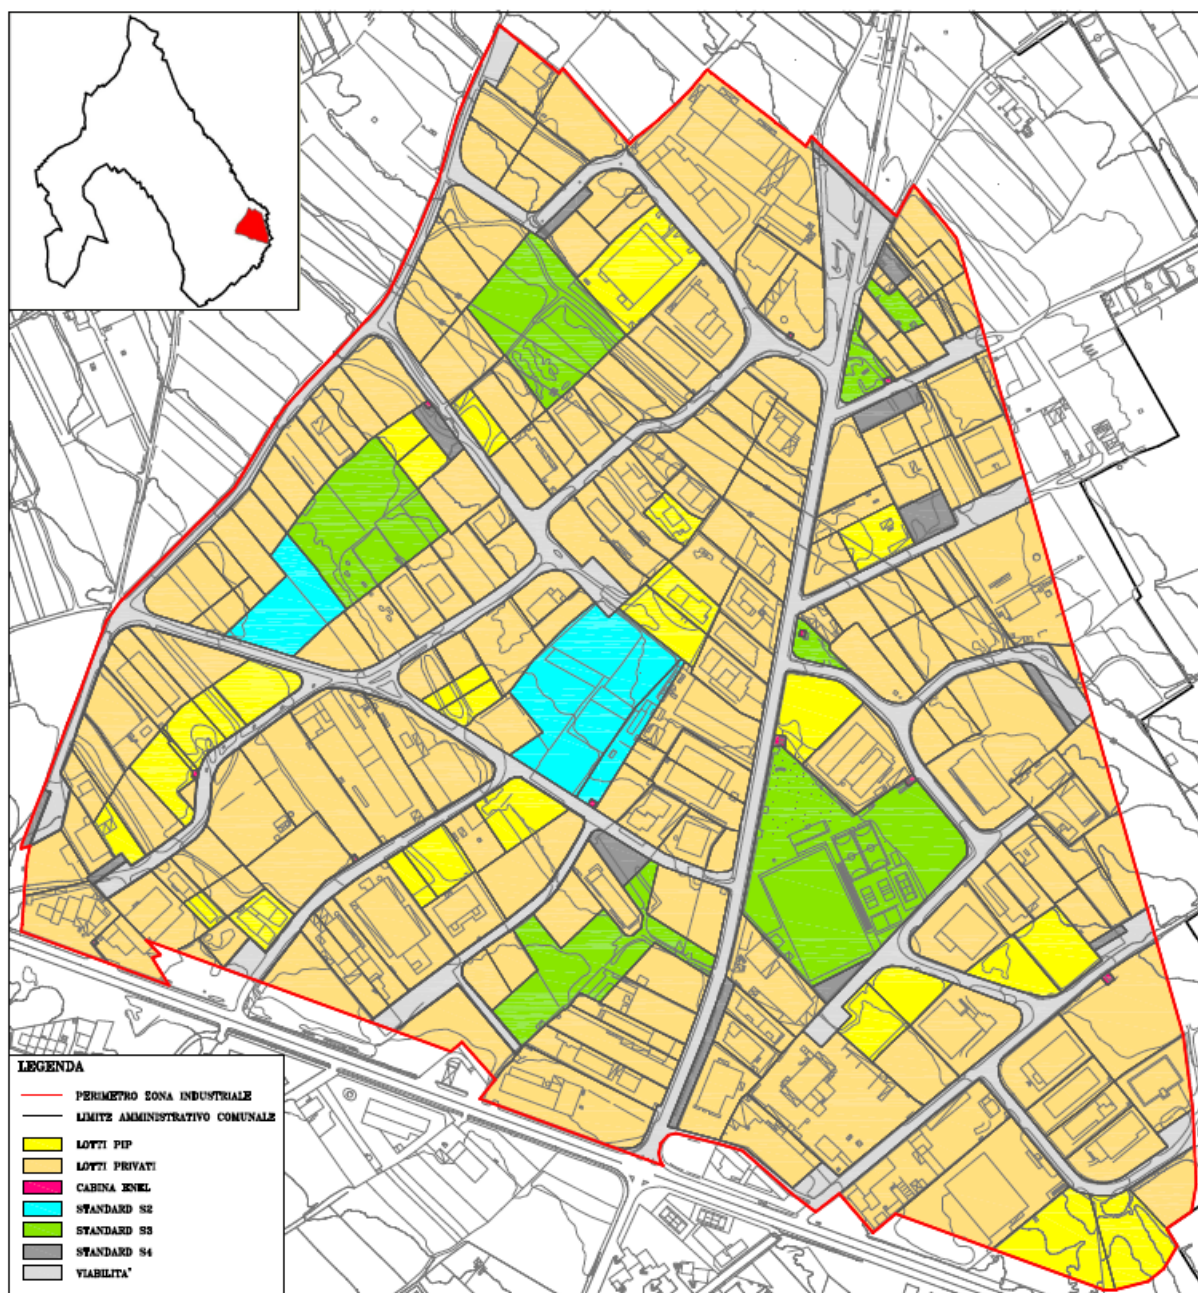 LEGENDA
PERIMETRO ZONA INDUSTRIALE
LIMITE AMMINISTRATIVO COMUNALE
LOTTI PIP
LOTTI PRIVATI
CABINA ENEL
STANDARD S2
STANDARD S3
STANDARD S4
VIABILITA'